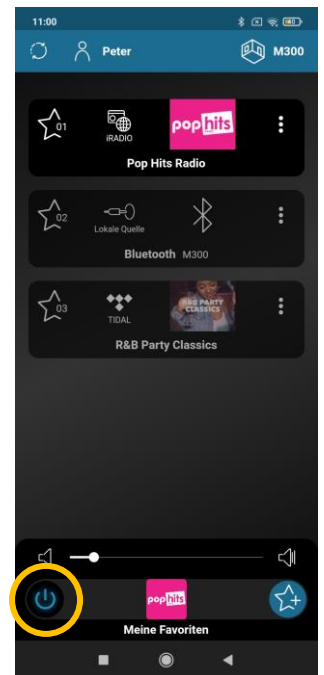 11:00
Peter
M300
01
iRADIO
pop hits
Pop Hits Radio
02
Lokale Quelle
Bluetooth M300
03
TIDAL
R&B PARTY
CLASSICS
R&B Party Classics
pop hits
Meine Favoriten